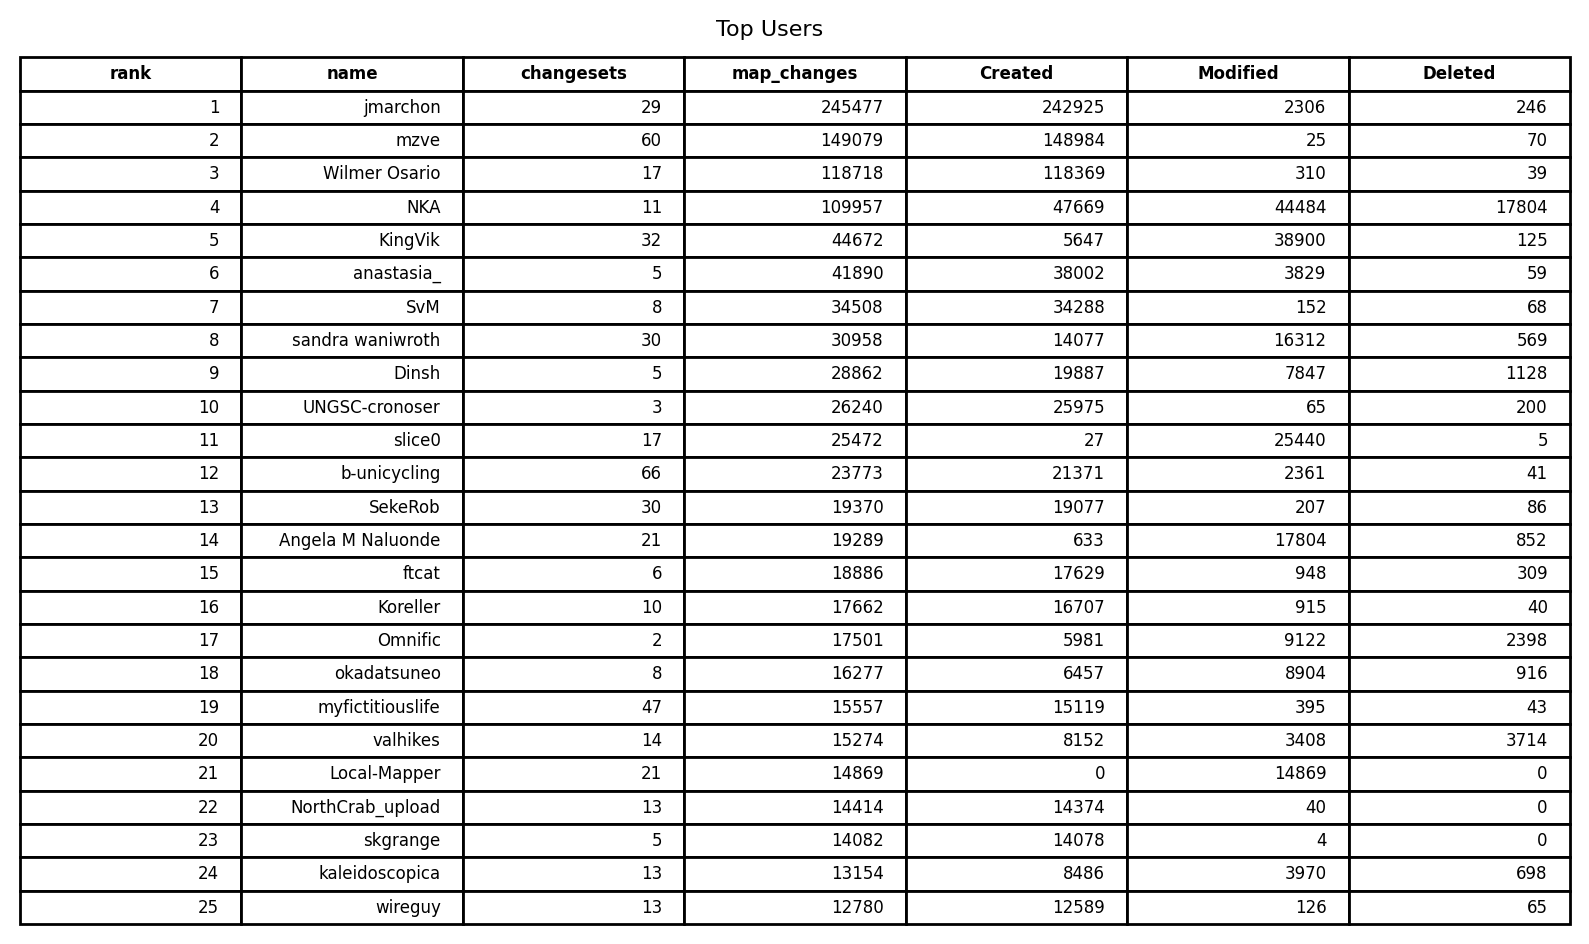 Top Users
rank name changesets map_changes Created Modified Deleted
1 jmarchon 29 245477 242925 2306 246
2 mzve 60 149079 148984 25 70
3 Wilmer Osario 17 118718 118369 310 39
4 NKA 11 109957 47669 44484 17804
5 KingVik 32 44672 5647 38900 125
6 anastasia_ 5 41890 38002 3829 59
7 SvM 8 34508 34288 152 68
8 sandra waniwroth 30 30958 14077 16312 569
9 Dinsh 5 28862 19887 7847 1128
10 UNGSC-cronoser 3 26240 25975 65 200
11 slice0 17 25472 27 25440 5
12 b-unicycling 66 23773 21371 2361 41
13 SekeRob 30 19370 19077 207 86
14 Angela M Naluonde 21 19289 633 17804 852
15 ftcat 6 18886 17629 948 309
16 Koreller 10 17662 16707 915 40
17 Omnific 2 17501 5981 9122 2398
18 okadatsuneo 8 16277 6457 8904 916
19 myfictitiouslife 47 15557 15119 395 43
20 valhikes 14 15274 8152 3408 3714
21 Local-Mapper 21 14869 0 14869 0
22 NorthCrab_upload 13 14414 14374 40 0
23 skgrange 5 14082 14078 4 0
24 kaleidoscopica 13 13154 8486 3970 698
25 wireguy 13 12780 12589 126 65